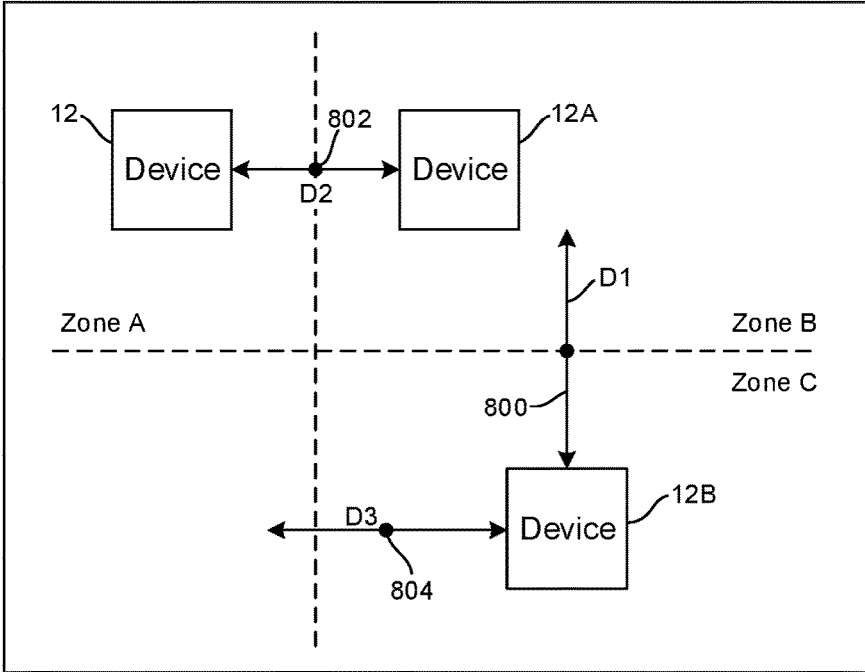 12
Device
802
D2
12A
Device
D1
Zone A
Zone B
Zone C
800
D3
804
Device
12B